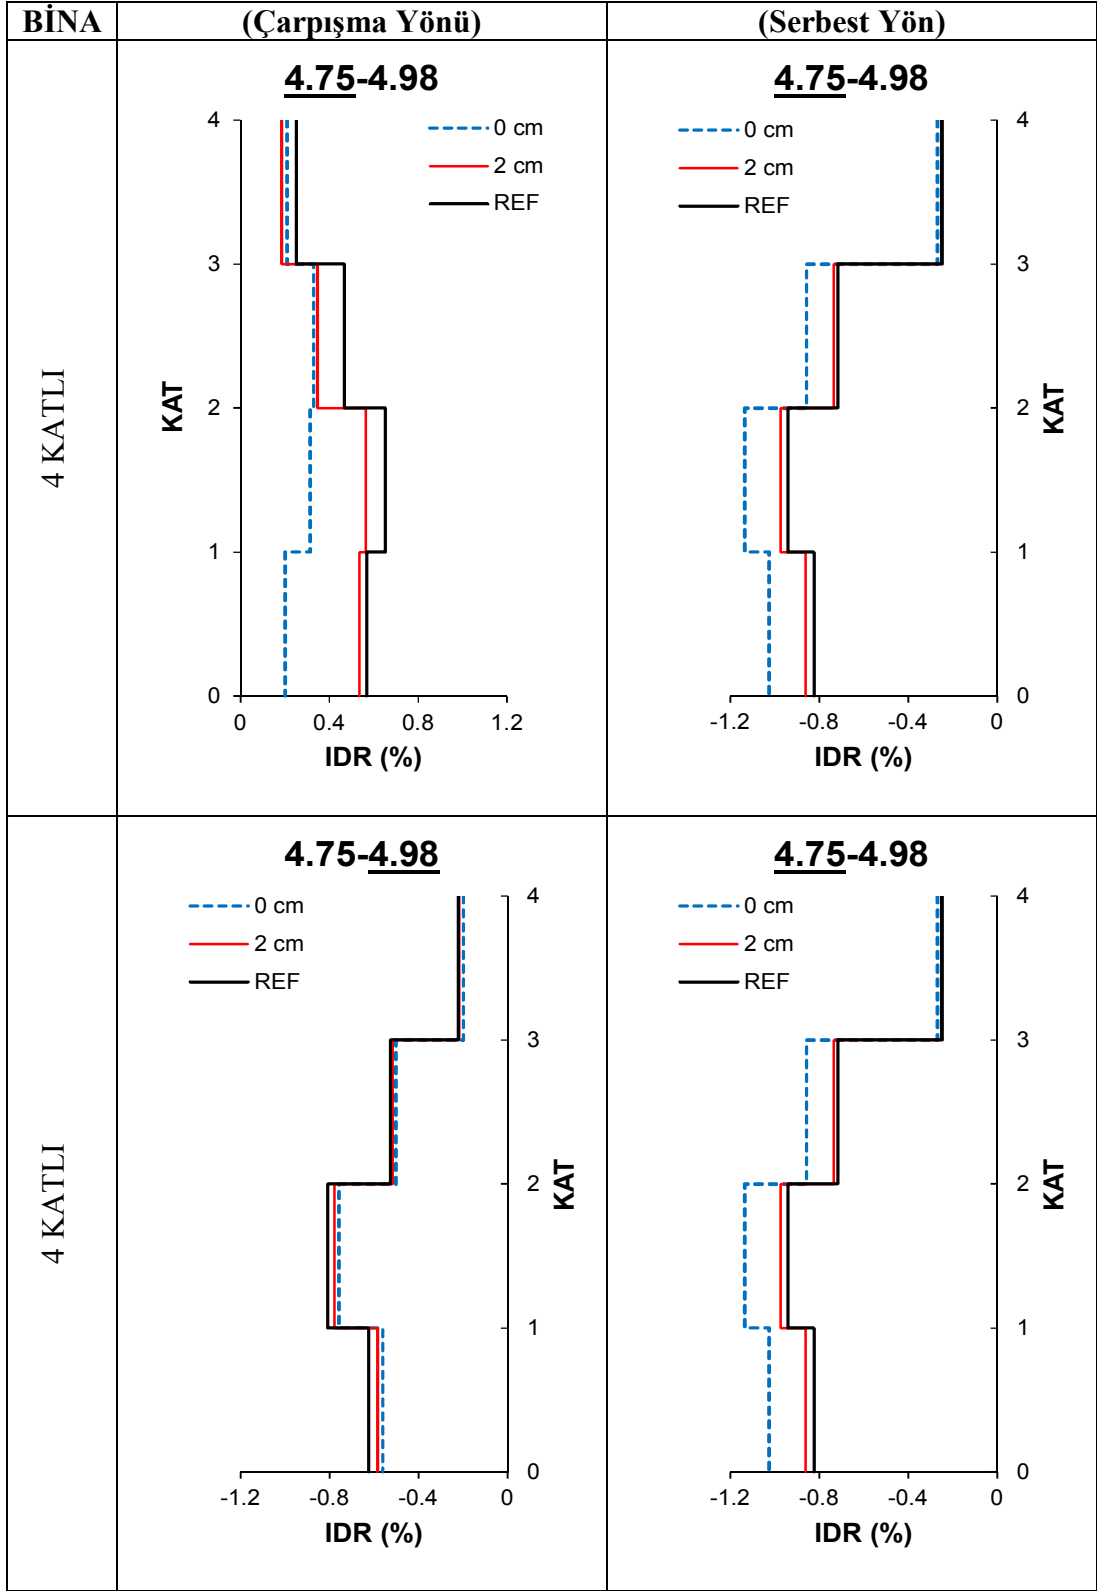 BİNA (Çarpışma Yönü) (Serbest Yön)
4 KATLI
4.75-4.98
0 cm
2 cm
REF
4
3
2
1
0
KAT
0 0.4 0.8 1.2
IDR (%)
4.75-4.98
0 cm
2 cm
REF
4
3
2
1
0
KAT
-1.2 -0.8 -0.4 0
IDR (%)
4 KATLI
4.75-4.98
0 cm
2 cm
REF
4
3
2
1
0
KAT
-1.2 -0.8 -0.4 0
IDR (%)
4.75-4.98
0 cm
2 cm
REF
4
3
2
1
0
KAT
-1.2 -0.8 -0.4 0
IDR (%)